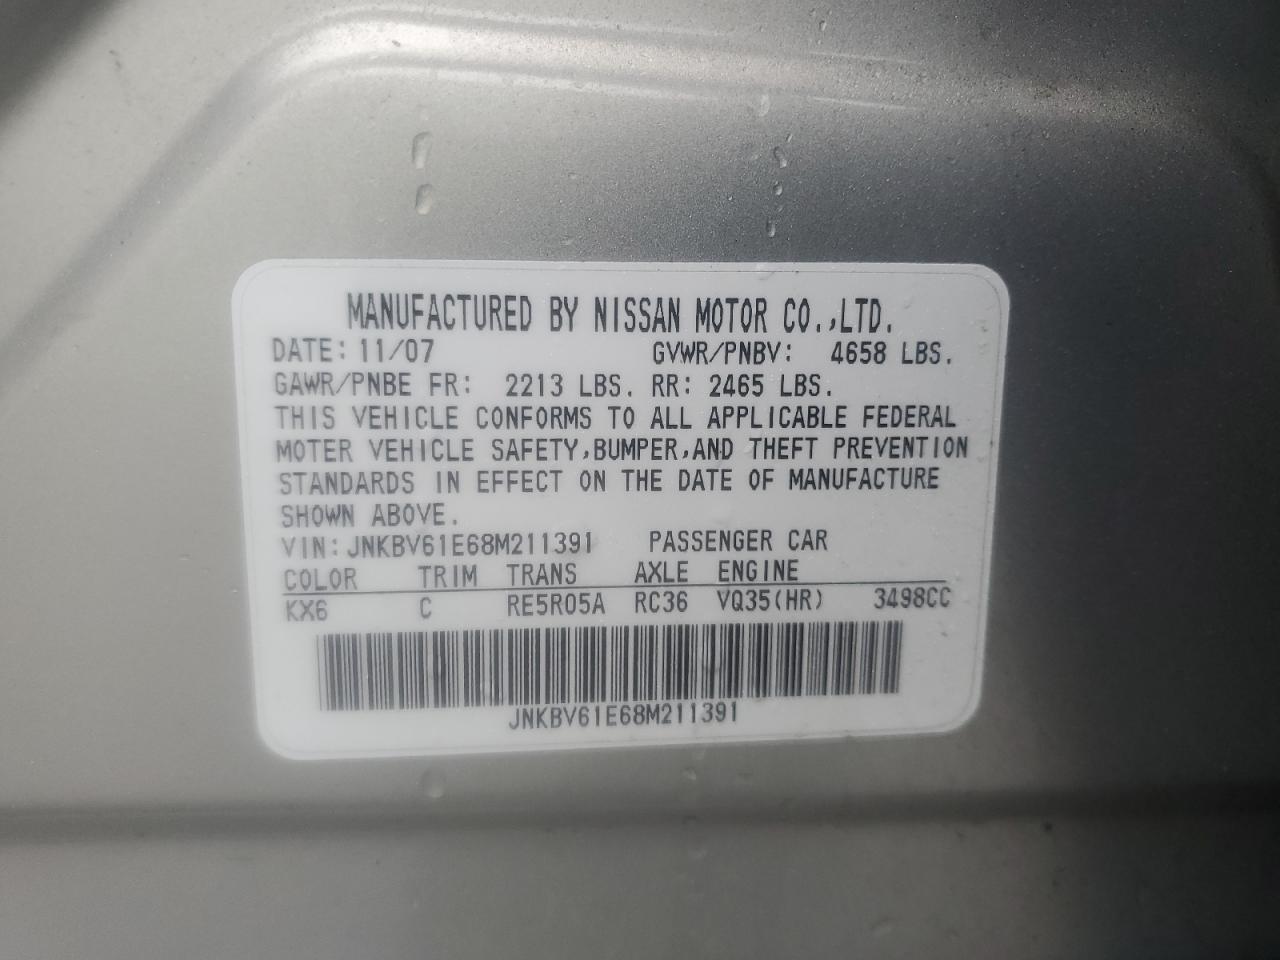 MANUFACTURED BY NISSAN MOTOR CO.,LTD.
DATE: 11/07 GVWR/PNBV: 4658 LBS.
GAWR/PNBE FR: 2213 LBS. RR: 2465 LBS.
THIS VEHICLE CONFORMS TO ALL APPLICABLE FEDERAL
MOTER VEHICLE SAFETY,BUMPER,AND THEFT PREVENTION
STANDARDS IN EFFECT ON THE DATE OF MANUFACTURE
SHOWN ABOVE.
VIN: JNKBV61E68M211391 PASSENGER CAR
COLOR TRIM TRANS AXLE ENGINE
KX6 C RE5R05A RC36 VQ35(HR) 3498CC
JNKBV61E68M211391